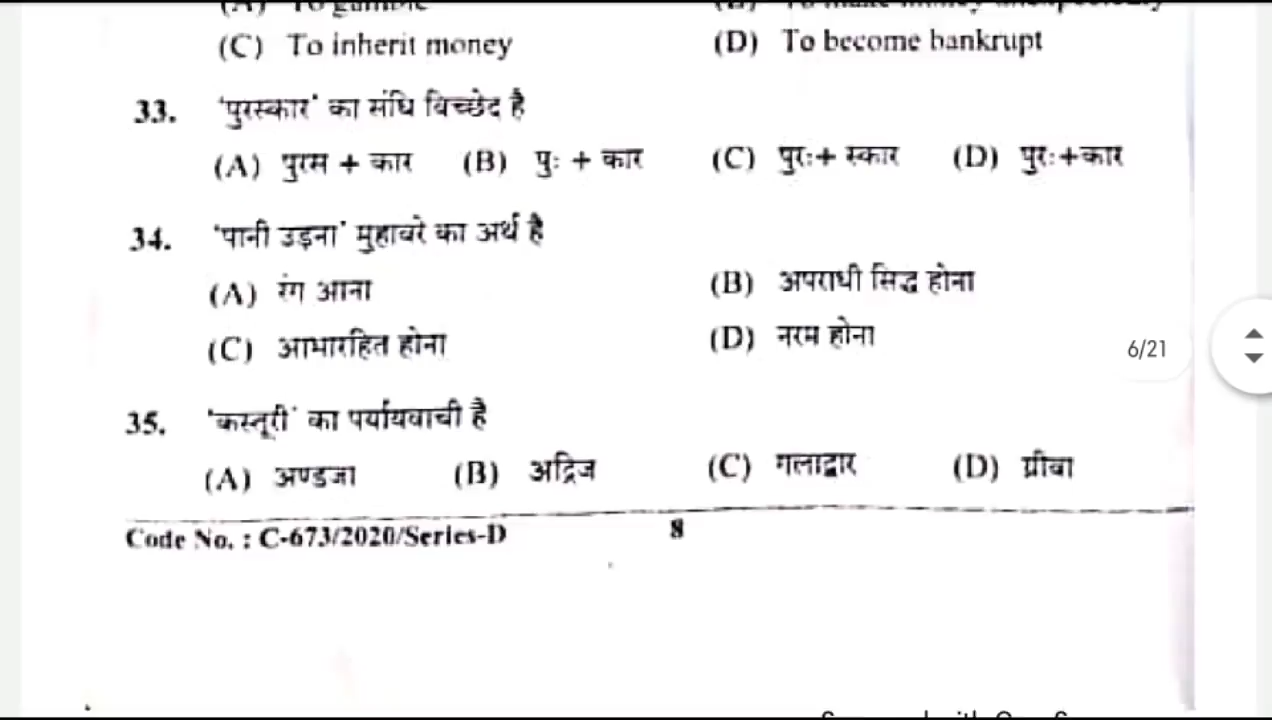 (C) To inherit money (D) To become bankrupt
33. 'पुरस्कार' का संधि विच्छेद है
(A) पुरस + कार (B) पुः + कार (C) पुरः+ स्कार (D) पुरः+कार
34. 'पानी उड़ना' मुहावरे का अर्थ है
(A) रंग आना (B) अपराधी सिद्ध होना
(C) आभारहित होना (D) नरम होना
6/21
35. 'कस्तूरी' का पर्यायवाची है
(A) अण्डजा (B) अद्रिज (C) गलाद्वार (D) ग्रीवा
Code No. : C-673/2020/Series-D 8